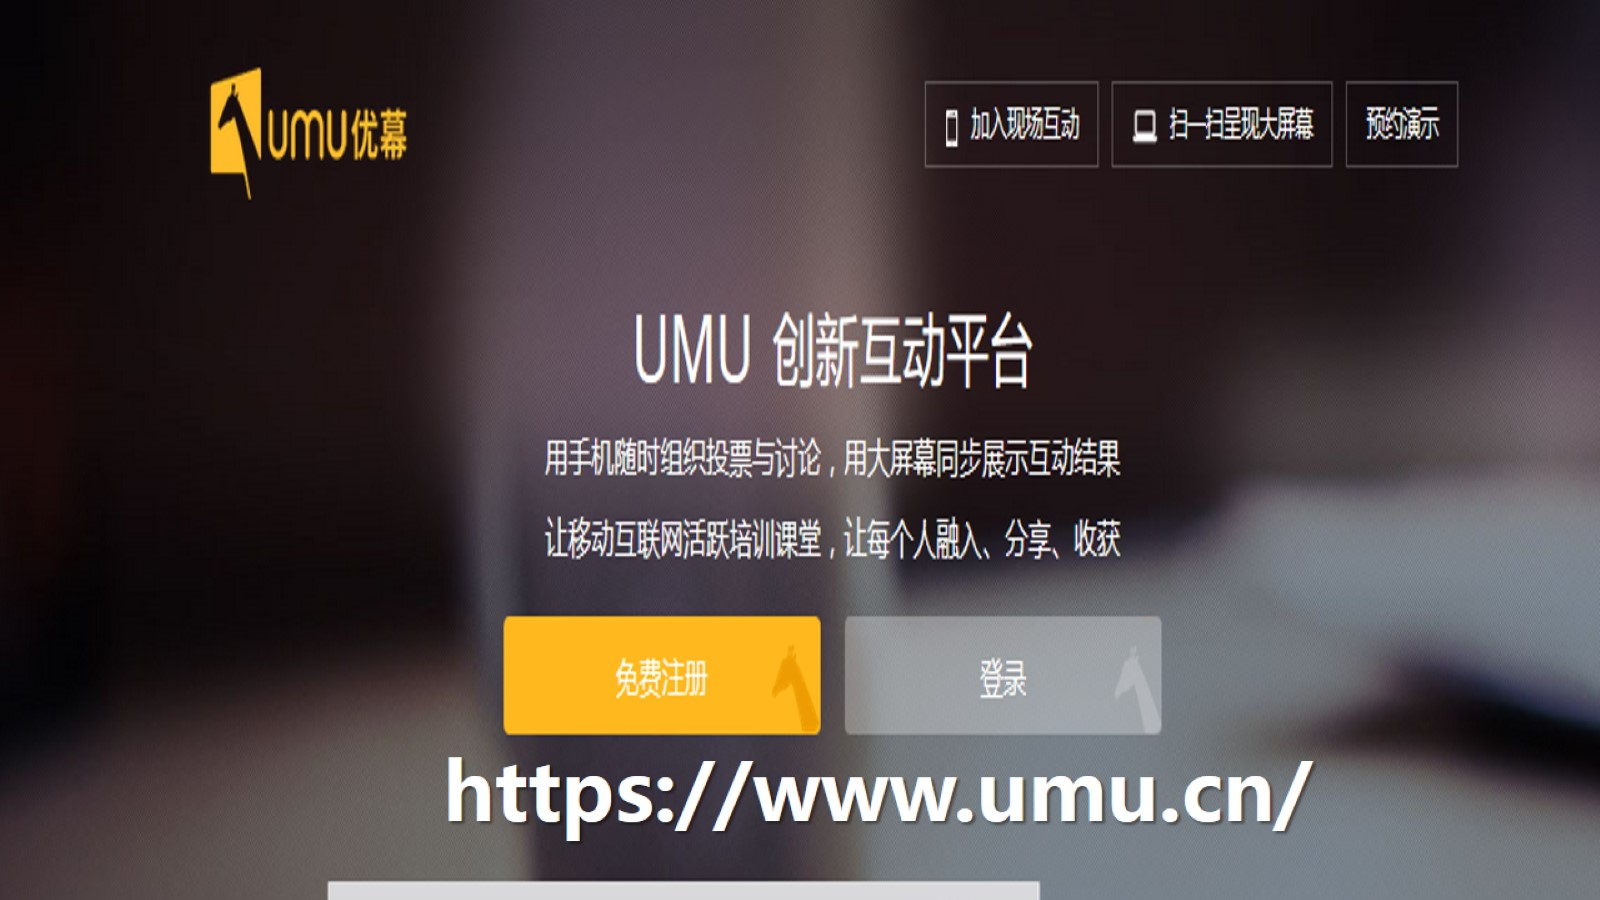 UMU优幕
加入现场互动
扫一扫呈现大屏幕
预约演示
UMU 创新互动平台
用手机随时组织投票与讨论，用大屏幕同步展示互动结果
让移动互联网活跃培训课堂，让每个人融入、分享、收获
免费注册
登录
https://www.umu.cn/